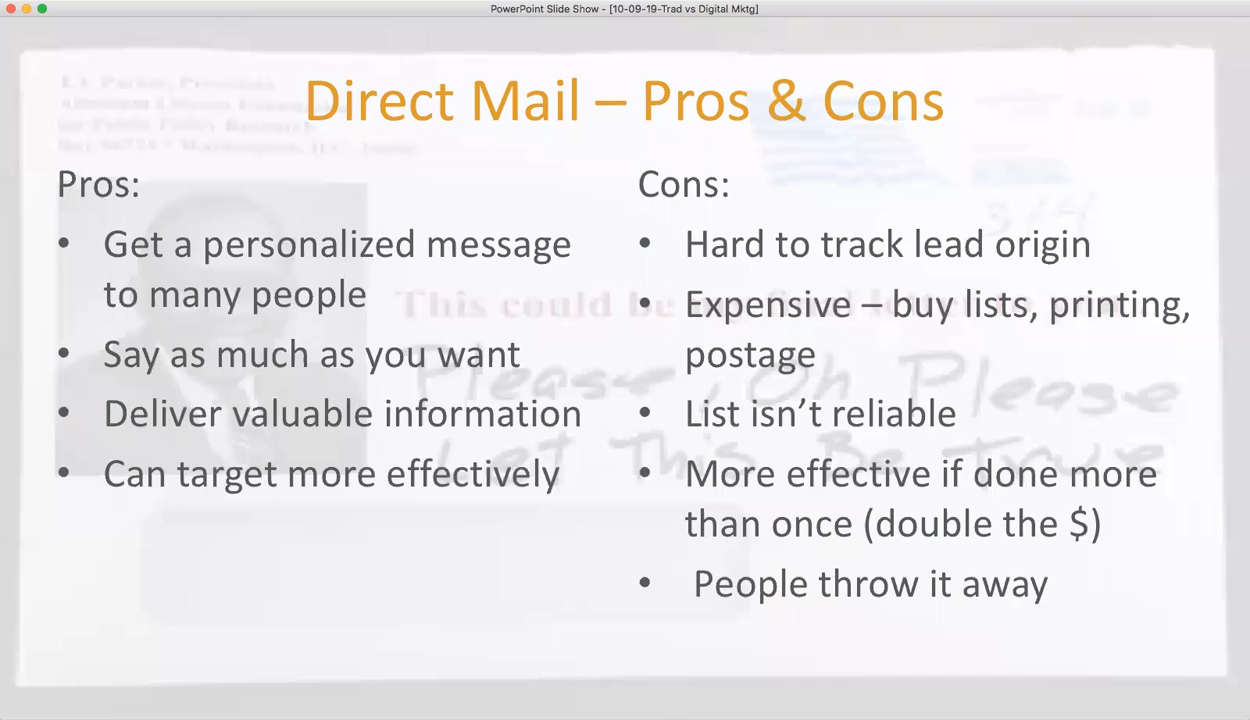 PowerPoint Slide Show - [10-09-19-Trad vs Digital Mktg]
Direct Mail – Pros & Cons
Pros:
• Get a personalized message
to many people
• Say as much as you want
• Deliver valuable information
• Can target more effectively
Cons:
• Hard to track lead origin
• Expensive – buy lists, printing,
postage
• List isn't reliable
• More effective if done more
than once (double the $)
• People throw it away
This could be
Please, Oh Please
Let This Be True